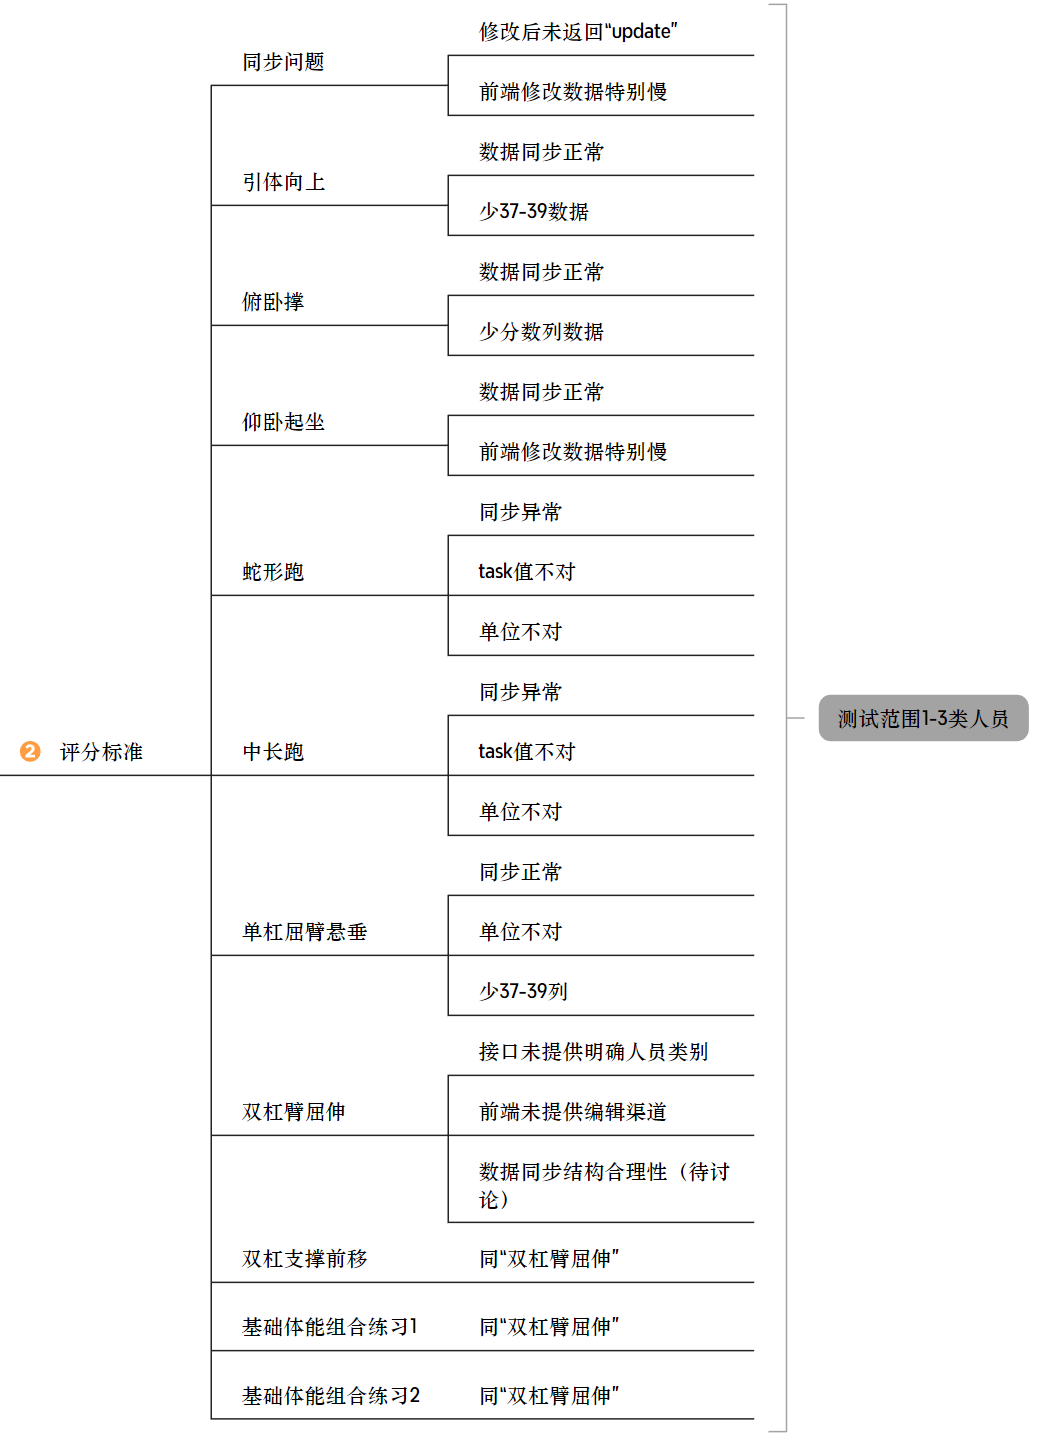 修改后未返回“update”
同步问题
前端修改数据特别慢
数据同步正常
引体向上
少37-39数据
数据同步正常
俯卧撑
少分数列数据
数据同步正常
仰卧起坐
前端修改数据特别慢
同步异常
蛇形跑
task值不对
单位不对
同步异常
测试范围1-3类人员
2 评分标准
中长跑
task值不对
单位不对
同步正常
单杠屈臂悬垂
单位不对
少37-39列
接口未提供明确人员类别
双杠臂屈伸
前端未提供编辑渠道
数据同步结构合理性（待讨
论）
双杠支撑前移
同“双杠臂屈伸”
基础体能组合练习1
同“双杠臂屈伸”
基础体能组合练习2
同“双杠臂屈伸”